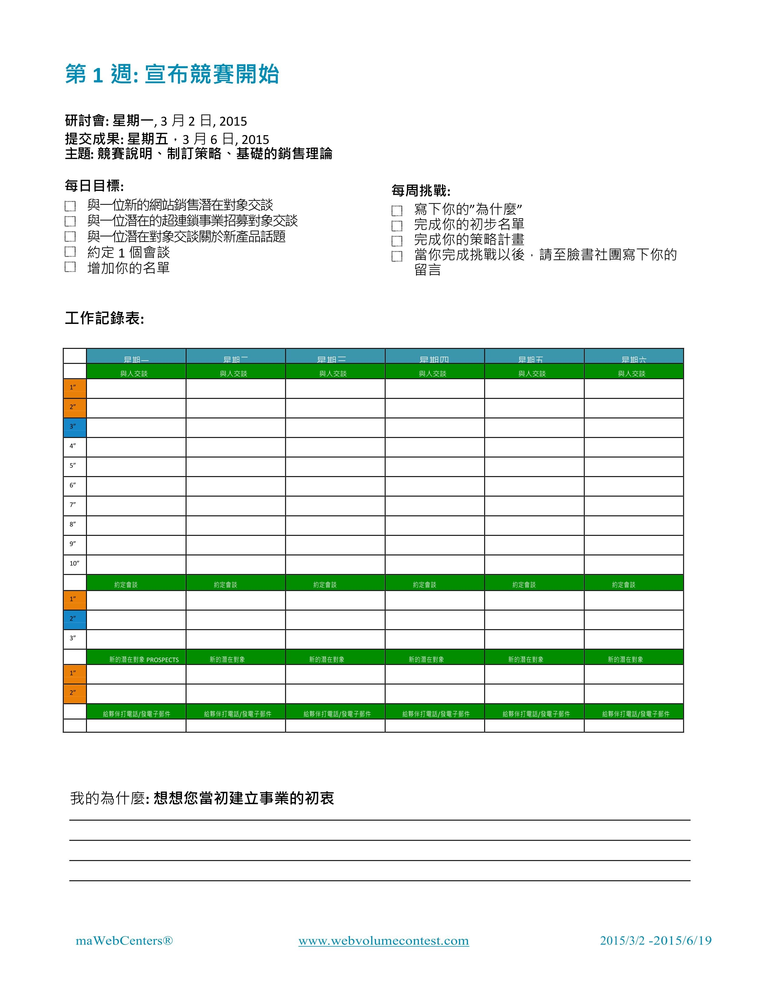 第 1 週: 宣布競賽開始
研討會: 星期一, 3 月 2 日, 2015
提交成果: 星期五，3 月 6 日, 2015
主題: 競賽說明、制訂策略、基礎的銷售理論
每日目標:
與一位新的網站銷售潛在對象交談
與一位潛在的超連鎖事業招募對象交談
與一位潛在對象交談關於新產品話題
約定 1 個會談
增加你的名單
每周挑戰:
寫下你的”為什麼”
完成你的初步名單
完成你的策略計畫
當你完成挑戰以後，請至臉書社團寫下你的
留言
工作記錄表:
星期一 星期二 星期三 星期四 星期五 星期六
與人交談 與人交談 與人交談 與人交談 與人交談 與人交談
1”
2”
3”
4”
5”
6”
7”
8”
9”
10”
約定會談 約定會談 約定會談 約定會談 約定會談 約定會談
1”
2”
3”
新的潛在對象 PROSPECTS 新的潛在對象 新的潛在對象 新的潛在對象 新的潛在對象 新的潛在對象
1”
2”
給夥伴打電話/發電子郵件 給夥伴打電話/發電子郵件 給夥伴打電話/發電子郵件 給夥伴打電話/發電子郵件 給夥伴打電話/發電子郵件 給夥伴打電話/發電子郵件
我的為什麼: 想想您當初建立事業的初衷
maWebCenters® www.webvolumecontest.com 2015/3/2 -2015/6/19